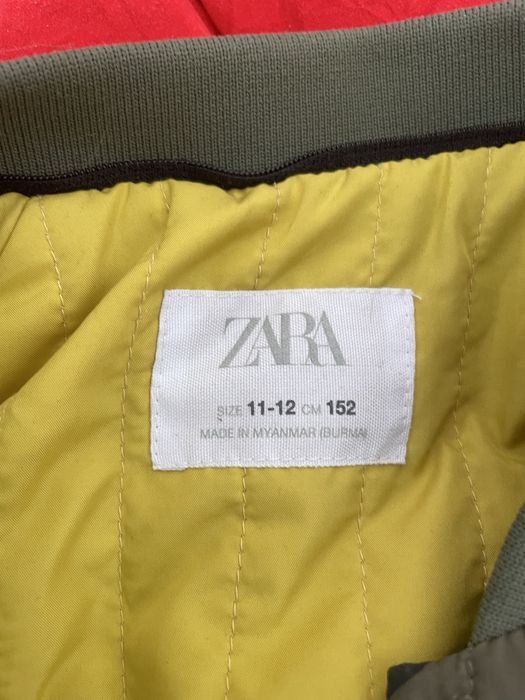 ZARA
SIZE 11-12 CM 152
MADE IN MYANMAR (BURMA)